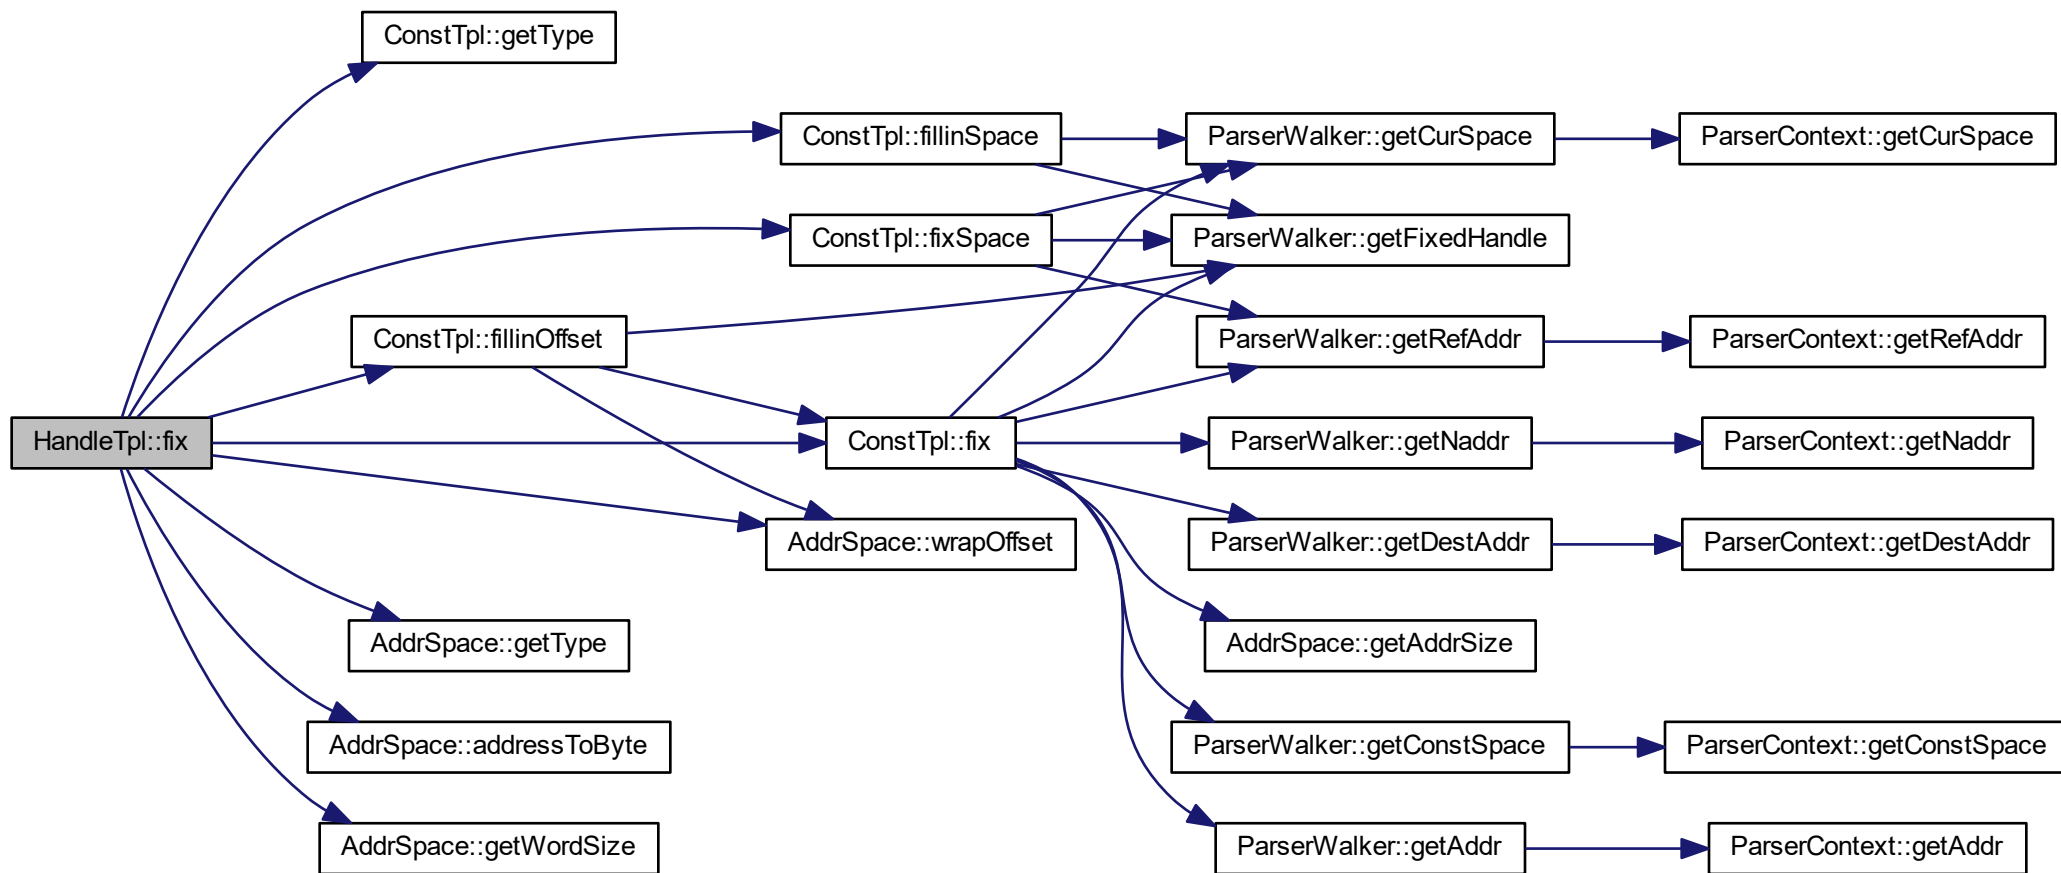 ConstTpl::getType
ConstTpl::fillinSpace
ParserWalker::getCurSpace
ParserContext::getCurSpace
ConstTpl::fixSpace
ParserWalker::getFixedHandle
ConstTpl::fillinOffset
ParserWalker::getRefAddr
ParserContext::getRefAddr
HandleTpl::fix
ConstTpl::fix
ParserWalker::getNaddr
ParserContext::getNaddr
AddrSpace::wrapOffset
ParserWalker::getDestAddr
ParserContext::getDestAddr
AddrSpace::getType
AddrSpace::getAddrSize
AddrSpace::addressToByte
ParserWalker::getConstSpace
ParserContext::getConstSpace
AddrSpace::getWordSize
ParserWalker::getAddr
ParserContext::getAddr